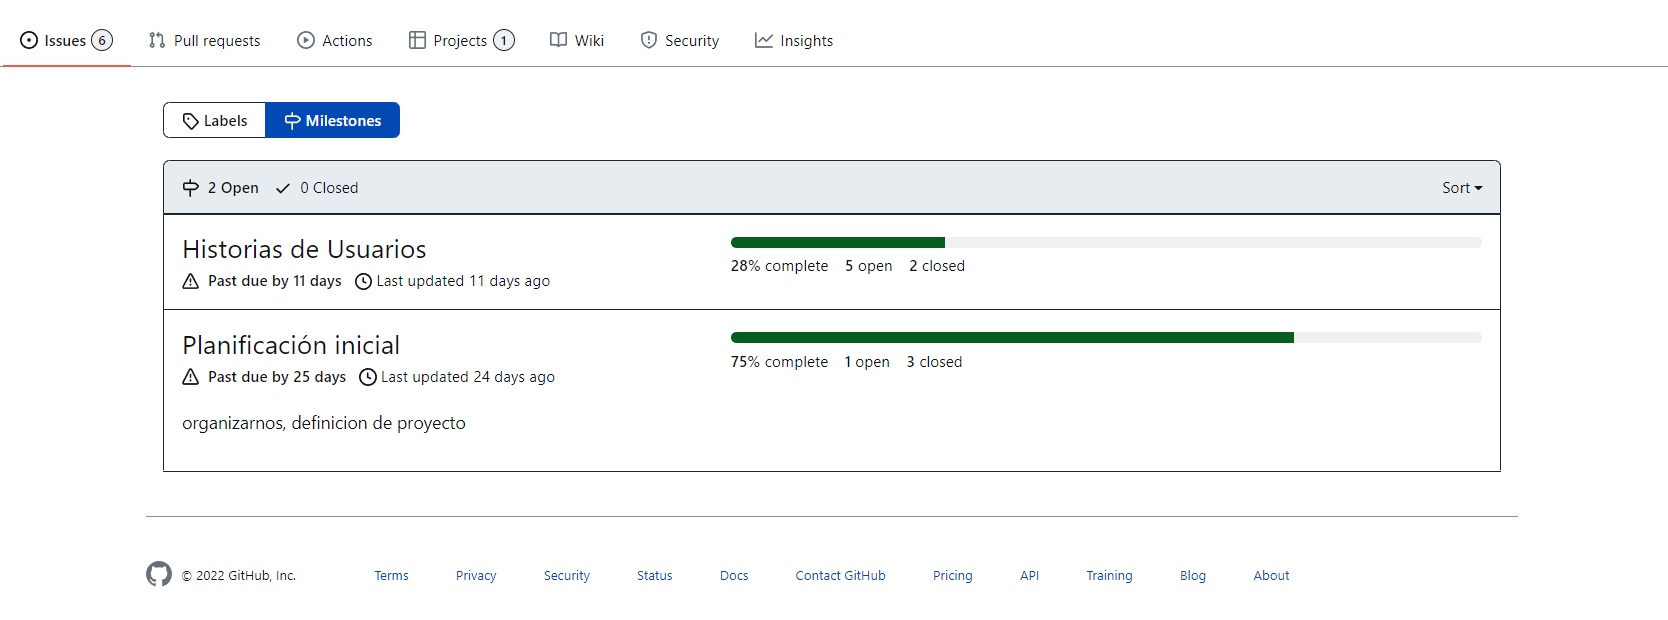 Issues 6 Pull requests Actions Projects 1 Wiki Security Insights
Labels Milestones
2 Open 0 Closed Sort
Historias de Usuarios
28% complete 5 open 2 closed
Past due by 11 days Last updated 11 days ago
Planificación inicial
75% complete 1 open 3 closed
Past due by 25 days Last updated 24 days ago
organizarnos, definicion de proyecto
© 2022 GitHub, Inc. Terms Privacy Security Status Docs Contact GitHub Pricing API Training Blog About